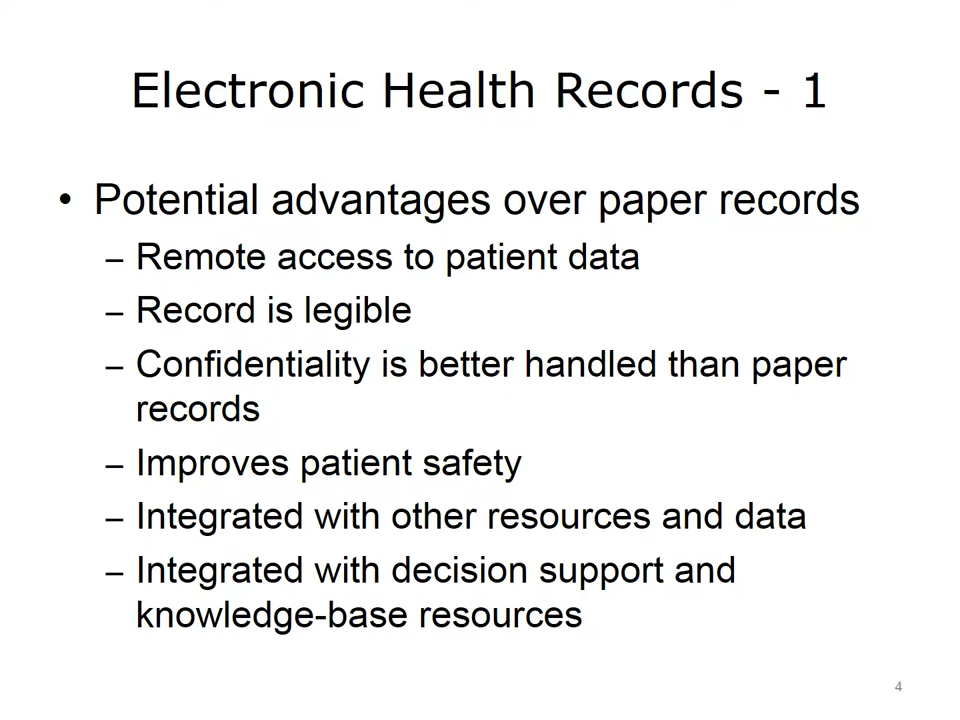 Electronic Health Records - 1
• Potential advantages over paper records
– Remote access to patient data
– Record is legible
– Confidentiality is better handled than paper
records
– Improves patient safety
– Integrated with other resources and data
– Integrated with decision support and
knowledge-base resources
4